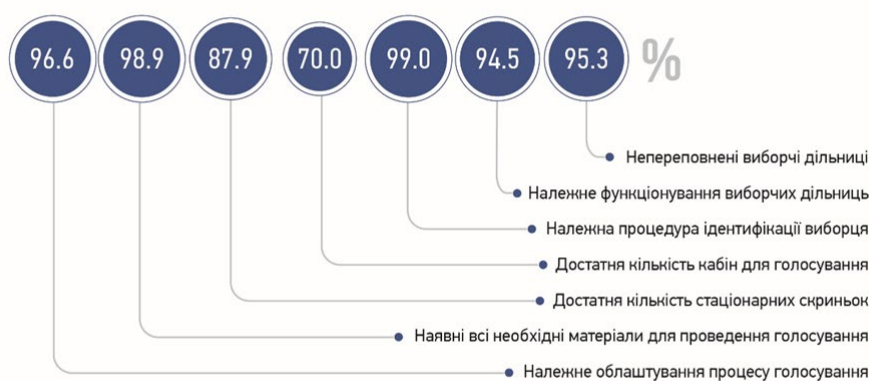 96.6 98.9 87.9 70.0 99.0 94.5 95.3 %
Непереповнені виборчі дільниці
Належне функціонування виборчих дільниць
Належна процедура ідентифікації виборця
Достатня кількість кабін для голосування
Достатня кількість стаціонарних скриньок
Наявні всі необхідні матеріали для проведення голосування
Належне облаштування процесу голосування